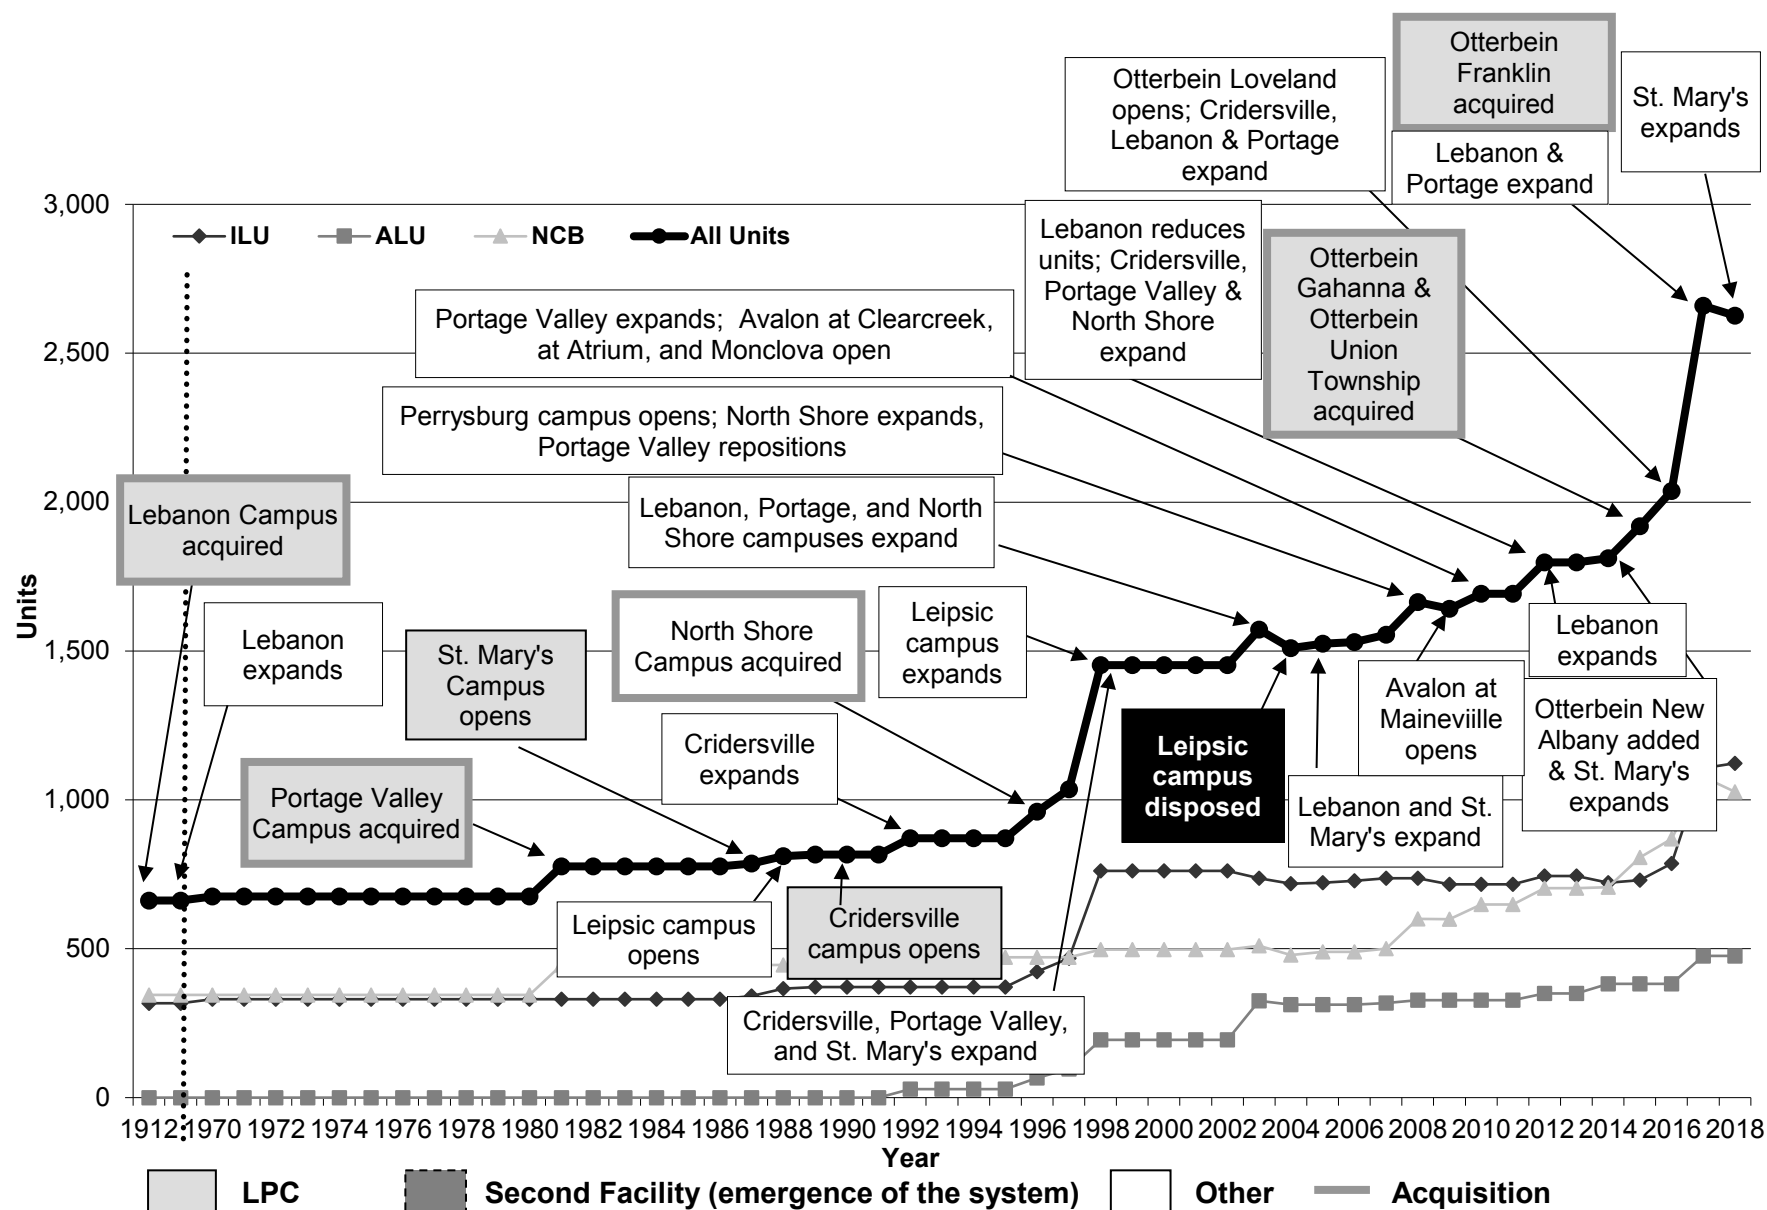 Otterbein
Franklin
acquired
St. Mary's
expands
Otterbein Loveland
opens; Cridersville,
Lebanon & Portage
expand
Lebanon &
Portage expand
3,000
ILU
ALU
NCB
All Units
Lebanon reduces
units; Cridersville,
Portage Valley &
North Shore
expand
Otterbein
Gahanna &
Otterbein
Union
Township
acquired
Portage Valley expands; Avalon at Clearcreek,
at Atrium, and Monclova open
2,500
Perrysburg campus opens; North Shore expands,
Portage Valley repositions
2,000
Lebanon Campus
acquired
Lebanon, Portage, and North
Shore campuses expand
Units
Lebanon
expands
St. Mary's
Campus
opens
North Shore
Campus acquired
Leipsic
campus
expands
Lebanon
expands
1,500
Cridersville
expands
Leipsic
campus
disposed
Avalon at
Maineviille
opens
Otterbein New
Albany added
& St. Mary's
expands
Portage Valley
Campus acquired
1,000
Lebanon and St.
Mary's expand
Leipsic campus
opens
Cridersville
campus opens
500
Cridersville, Portage Valley,
and St. Mary's expand
0
1912 1970 1972 1974 1976 1978 1980 1982 1984 1986 1988 1990 1992 1994 1996 1998 2000 2002 2004 2006 2008 2010 2012 2014 2016 2018
Year
LPC
Second Facility (emergence of the system)
Other
Acquisition